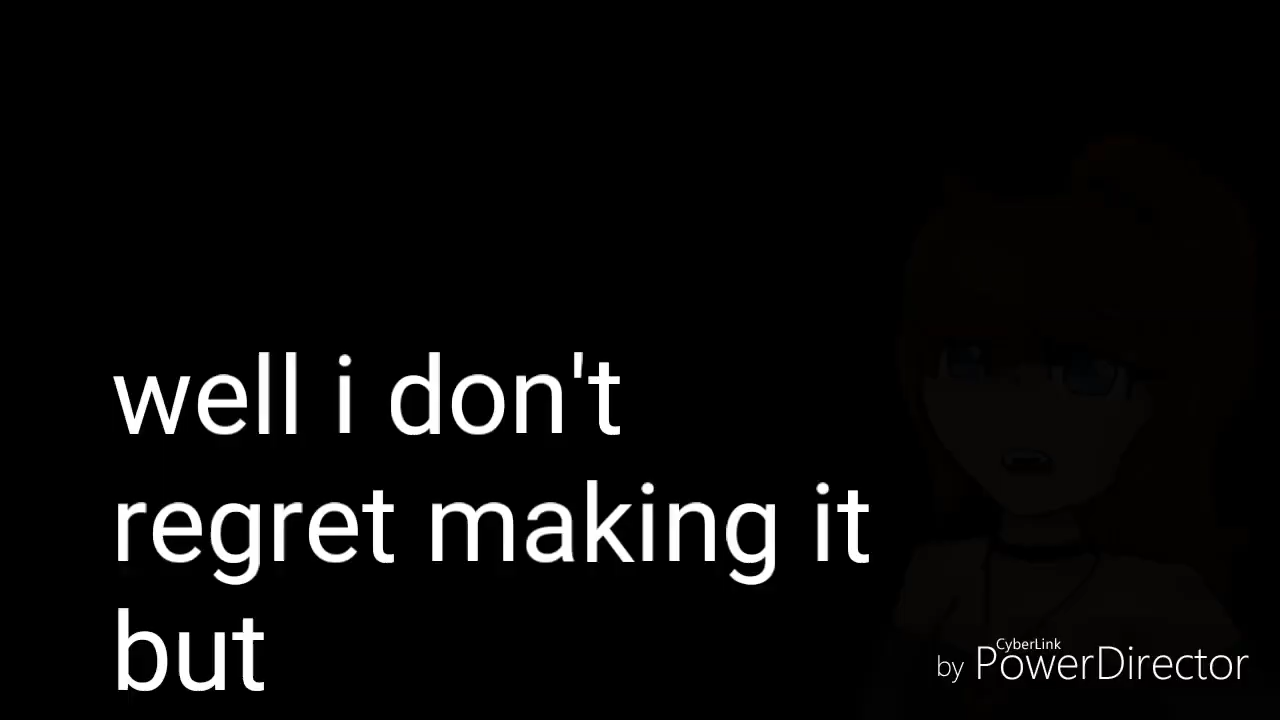 well i don't
regret making it
but
CyberLink
by PowerDirector